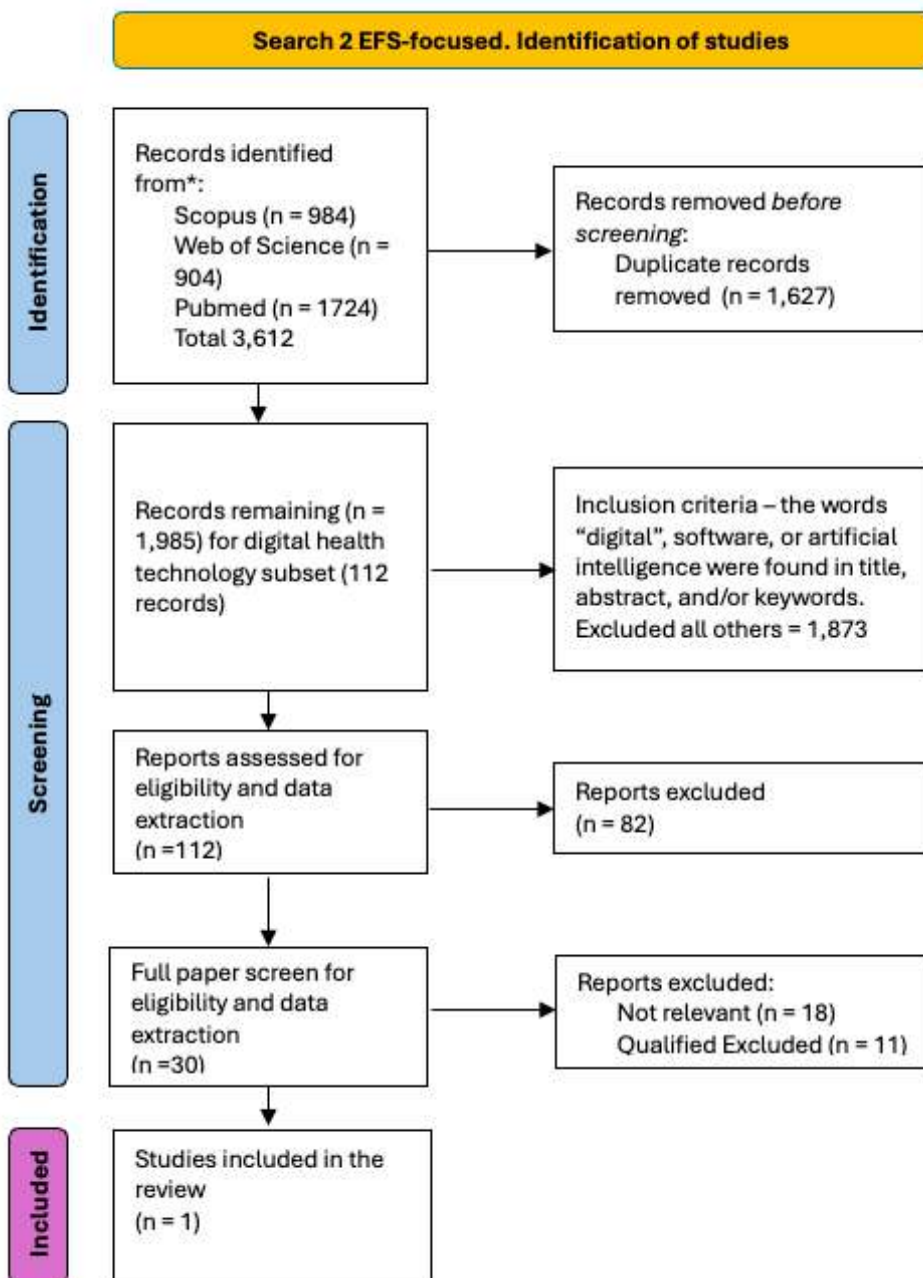 Search 2 EFS-focused. Identification of studies
Identification
Records identified
from*:
Scopus (n = 984)
Web of Science (n =
904)
Pubmed (n = 1724)
Total 3,612
Records removed before
screening:
Duplicate records
removed (n = 1,627)
Screening
Records remaining (n =
1,985) for digital health
technology subset (112
records)
Inclusion criteria – the words
“digital”, software, or artificial
intelligence were found in title,
abstract, and/or keywords.
Excluded all others = 1,873
Reports assessed for
eligibility and data
extraction
(n =112)
Reports excluded
(n = 82)
Full paper screen for
eligibility and data
extraction
(n =30)
Reports excluded:
Not relevant (n = 18)
Qualified Excluded (n = 11)
Included
Studies included in the
review
(n = 1)